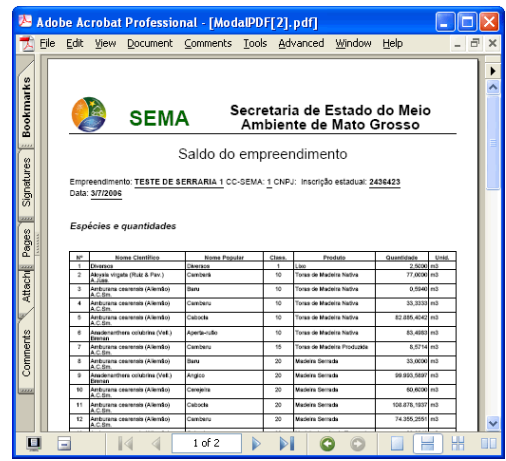 Adobe Acrobat Professional - [ModalPDF[2].pdf]
File Edit View Document Comments Tools Advanced Window Help
Bookmarks
Signatures
Pages
Attach
Comments
SEMA
Secretaria de Estado do Meio
Ambiente de Mato Grosso
Saldo do empreendimento
Empreendimento: TESTE DE SERRARIA 1 CC-SEMA: 1 CNPJ: Inscrição estadual: 2436423
Data: 3/7/2006
Espécies e quantidades
Nº Nome Científico Nome Popular Class. Produto Quantidade Unid.
1 Diversos Diversos 1 Lixo 2,5000 m3
2 Aloysia virgata (Ruiz & Pav.) A.Juss. Cambará 10 Toras de Madeira Nativa 77,0000 m3
3 Amburana cearensis (Allemão) A.C.Sm. Baru 10 Toras de Madeira Nativa 0,5940 m3
4 Amburana cearensis (Allemão) A.C.Sm. Cambaru 10 Toras de Madeira Nativa 33,3333 m3
5 Amburana cearensis (Allemão) A.C.Sm. Cabocla 10 Toras de Madeira Nativa 82.885,4042 m3
6 Anadenanthera colubrina (Vell.) Brenan Aperta-ruão 10 Toras de Madeira Nativa 83,4983 m3
7 Amburana cearensis (Allemão) A.C.Sm. Cambaru 15 Toras de Madeira Produzida 8,5714 m3
8 Amburana cearensis (Allemão) A.C.Sm. Baru 20 Madeira Serrada 33,0000 m3
9 Anadenanthera colubrina (Vell.) Brenan Angico 20 Madeira Serrada 99.993,5897 m3
10 Amburana cearensis (Allemão) A.C.Sm. Cerejeira 20 Madeira Serrada 60,6000 m3
11 Amburana cearensis (Allemão) A.C.Sm. Cabocla 20 Madeira Serrada 106.878,1037 m3
12 Amburana cearensis (Allemão) A.C.Sm. Cambaru 20 Madeira Serrada 74.355,2551 m3
1 of 2